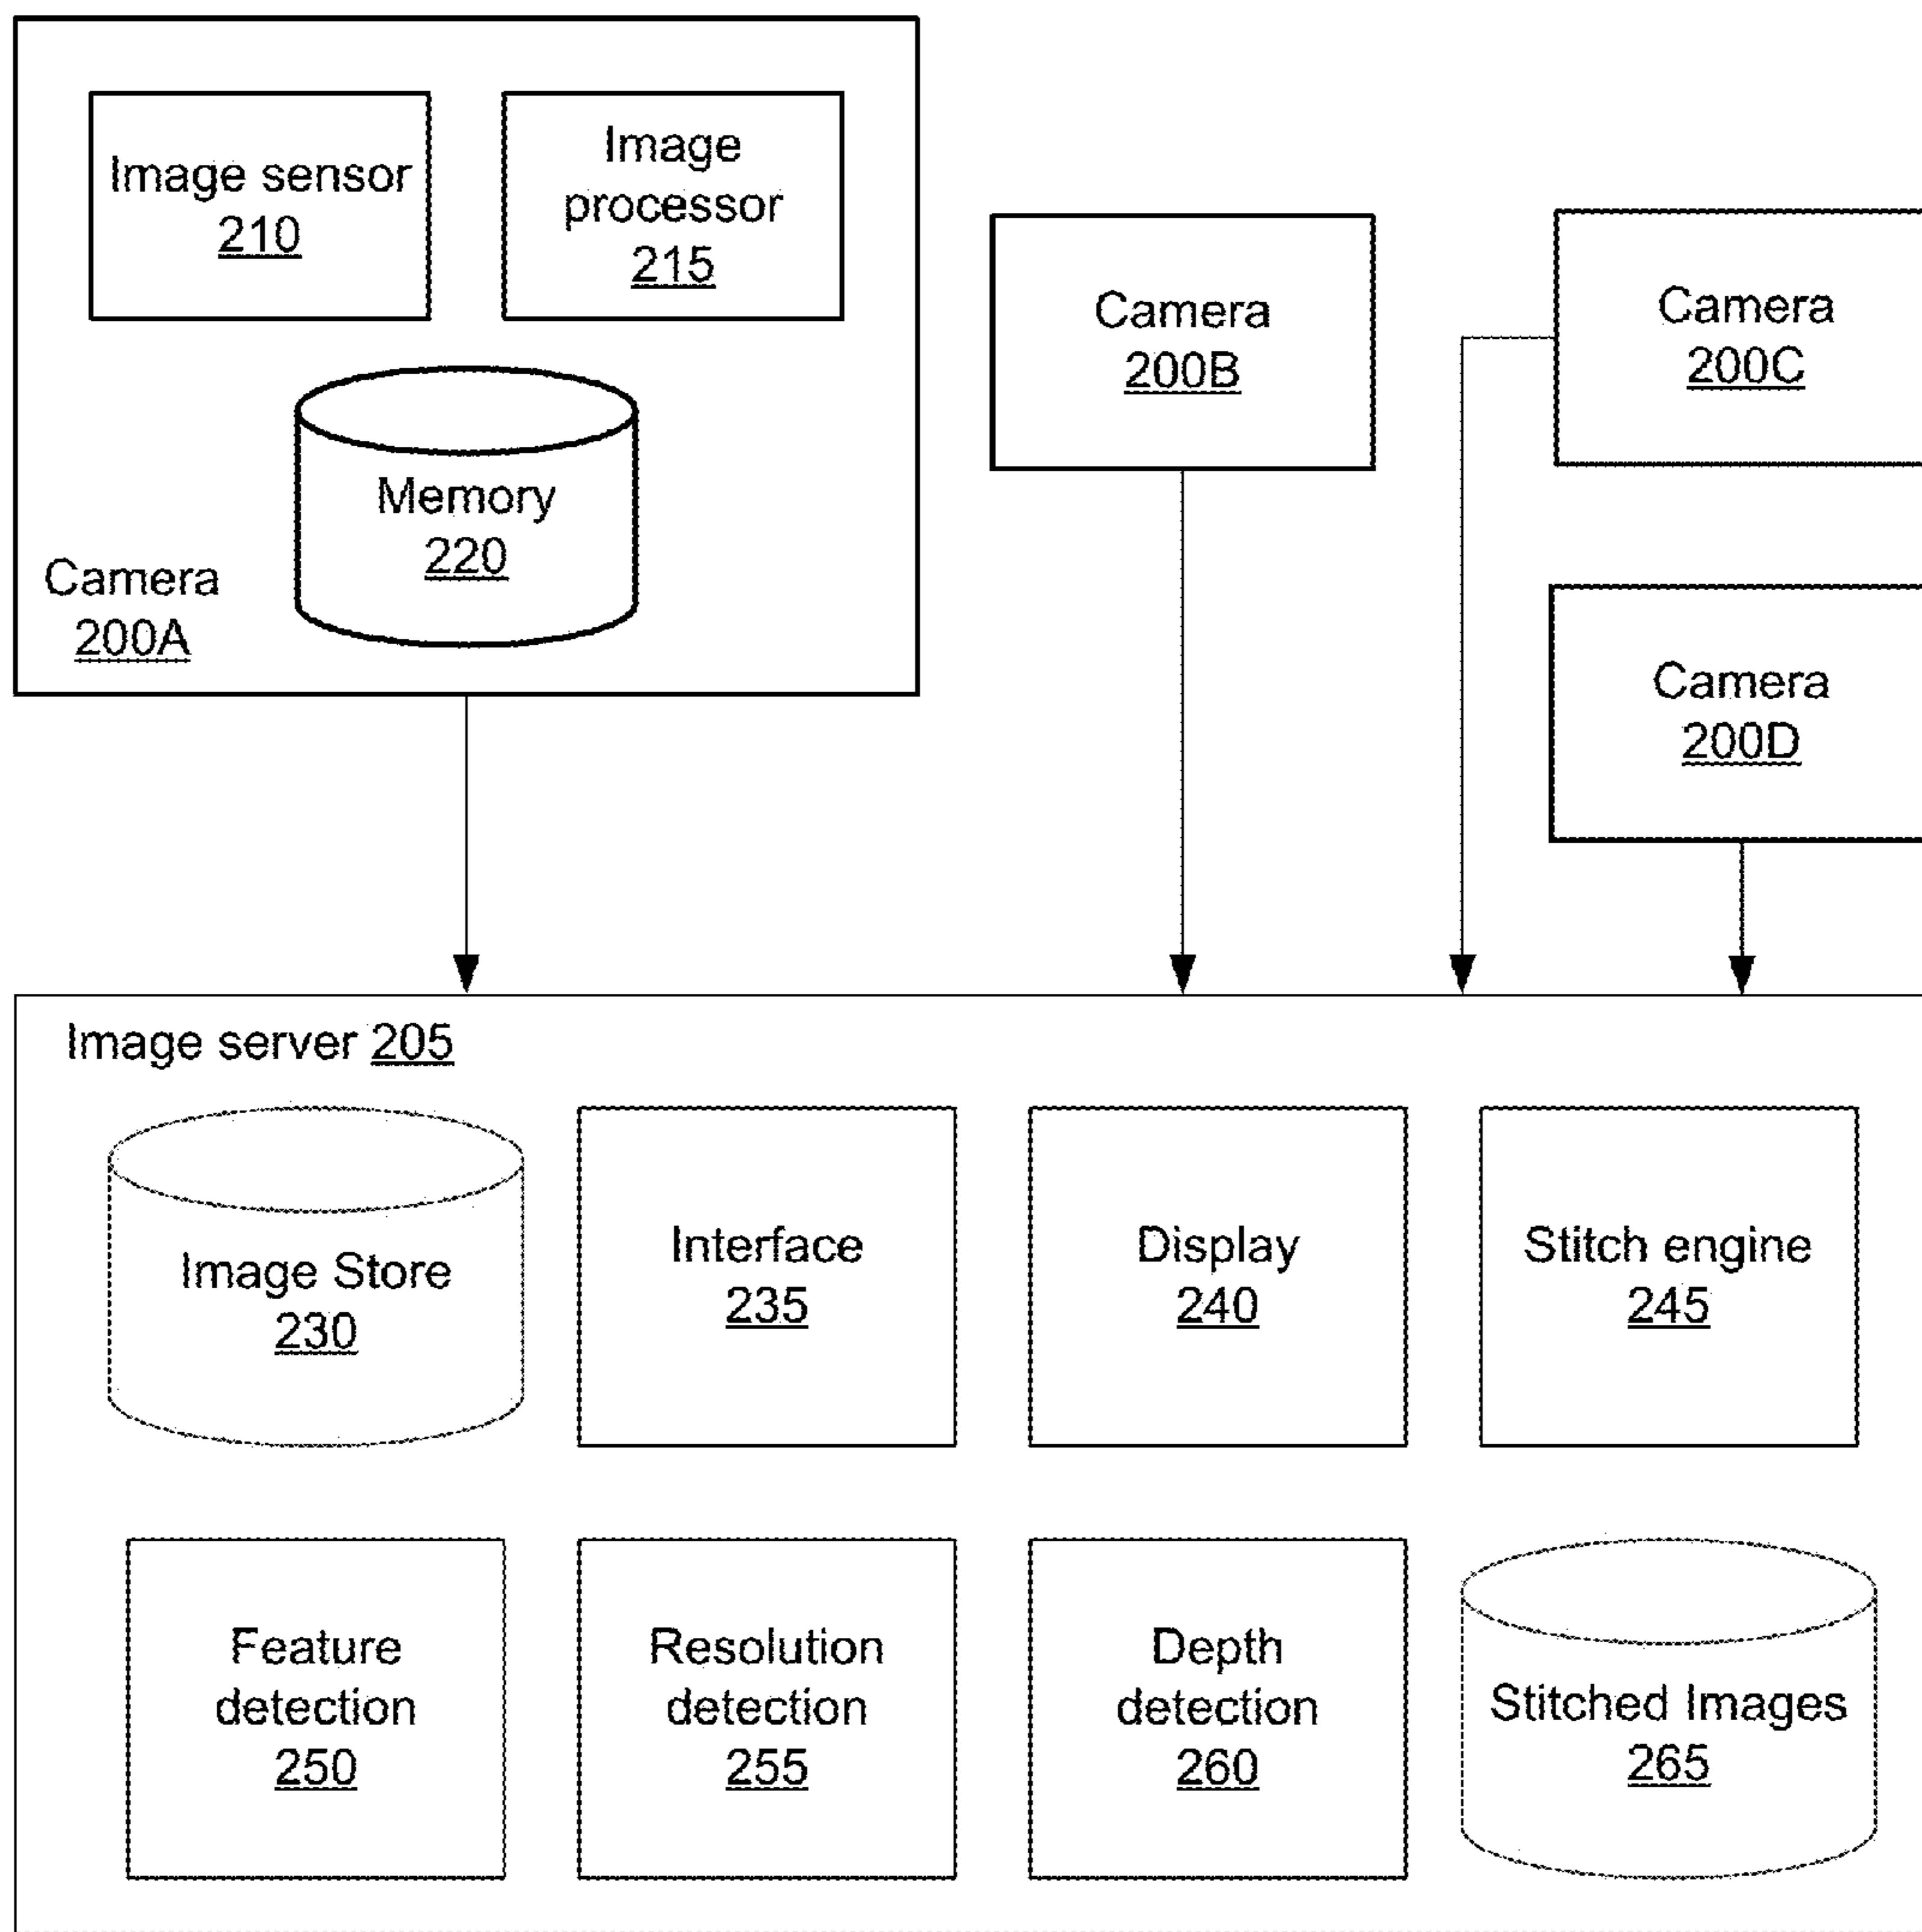 Image sensor
210
Image
processor
215
Memory
220
Camera
200A
Camera
200B
Camera
200C
Camera
200D
Image server 205
Image Store
230
Interface
235
Display
240
Stitch engine
245
Feature
detection
250
Resolution
detection
255
Depth
detection
260
Stitched Images
265